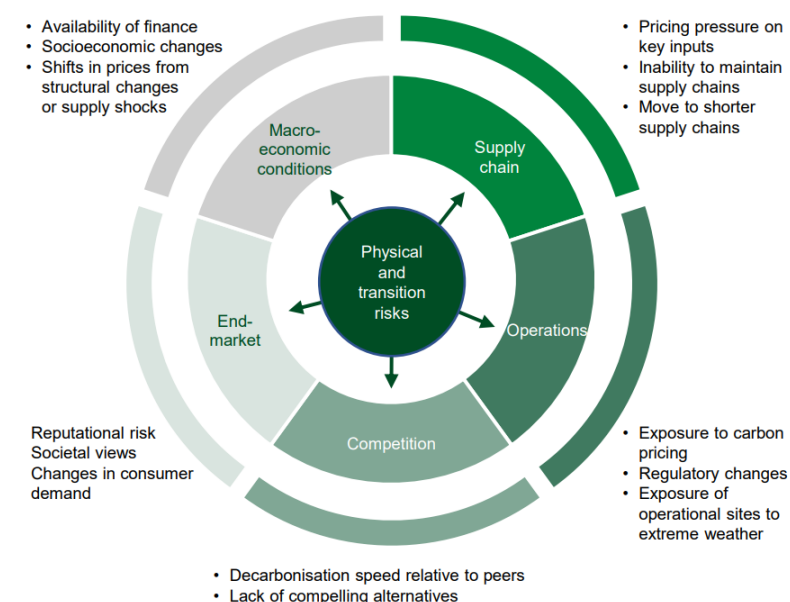 • Availability of finance
• Socioeconomic changes
• Shifts in prices from
structural changes
or supply shocks
• Pricing pressure on
key inputs
• Inability to maintain
supply chains
• Move to shorter
supply chains
Macro-
economic
conditions
Supply
chain
Physical
and
transition
risks
End-
market
Operations
Competition
Reputational risk
Societal views
Changes in consumer
demand
• Exposure to carbon
pricing
• Regulatory changes
• Exposure of
operational sites to
extreme weather
• Decarbonisation speed relative to peers
• Lack of compelling alternatives